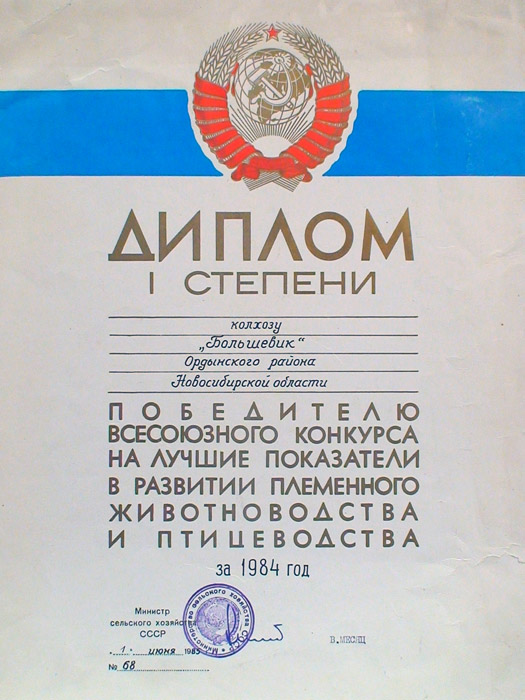 ДИПЛОМ
I СТЕПЕНИ
колхозу
„Большевик“
Ордынского района
Новосибирской области
ПОБЕДИТЕЛЮ
ВСЕСОЮЗНОГО КОНКУРСА
НА ЛУЧШИЕ ПОКАЗАТЕЛИ
В РАЗВИТИИ ПЛЕМЕННОГО
ЖИВОТНОВОДСТВА
И ПТИЦЕВОДСТВА
за 1984 год
Министр
сельского хозяйства
СССР
В. МЕСЯЦ
„1“ июня 1985
№ 68